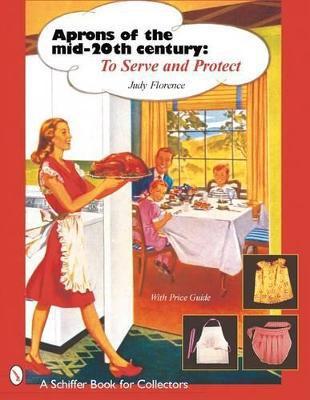 Aprons of the
mid-20th century:
To Serve and Protect
Judy Florence
With Price Guide
A Schiffer Book for Collectors